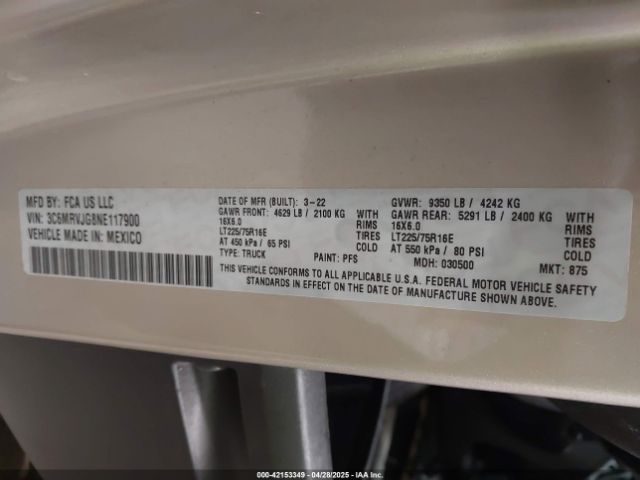 MFD BY: FCA US LLC
VIN: 3C6MRVJG8NE117900
VEHICLE MADE IN: MEXICO
DATE OF MFR (BUILT): 3-22
GAWR FRONT: 4629 LB / 2100 KG WITH
16X6.0 RIMS
LT225/75R16E TIRES
AT 450 kPa / 65 PSI COLD
TYPE: TRUCK PAINT: PFS
GVWR: 9350 LB / 4242 KG
GAWR REAR: 5291 LB / 2400 KG WITH
16X6.0 RIMS
LT225/75R16E TIRES
AT 550 kPa / 80 PSI COLD
MDH: 030500 MKT: 875
THIS VEHICLE CONFORMS TO ALL APPLICABLE U.S.A. FEDERAL MOTOR VEHICLE SAFETY
STANDARDS IN EFFECT ON THE DATE OF MANUFACTURE SHOWN ABOVE.
000-42153349 | 04/28/2025 | IAAI.COM